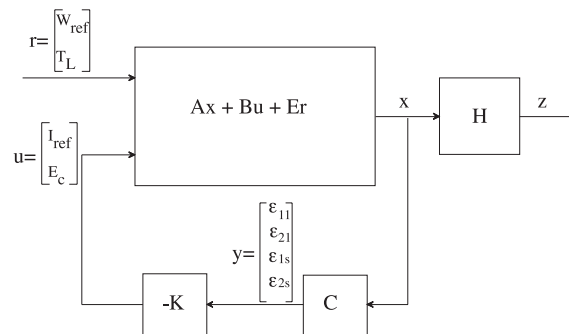 r= [W_ref T_L]
Ax + Bu + Er
x
H
z
u= [I_ref E_c]
y= [ε_11 ε_21 ε_1s ε_2s]
-K
C